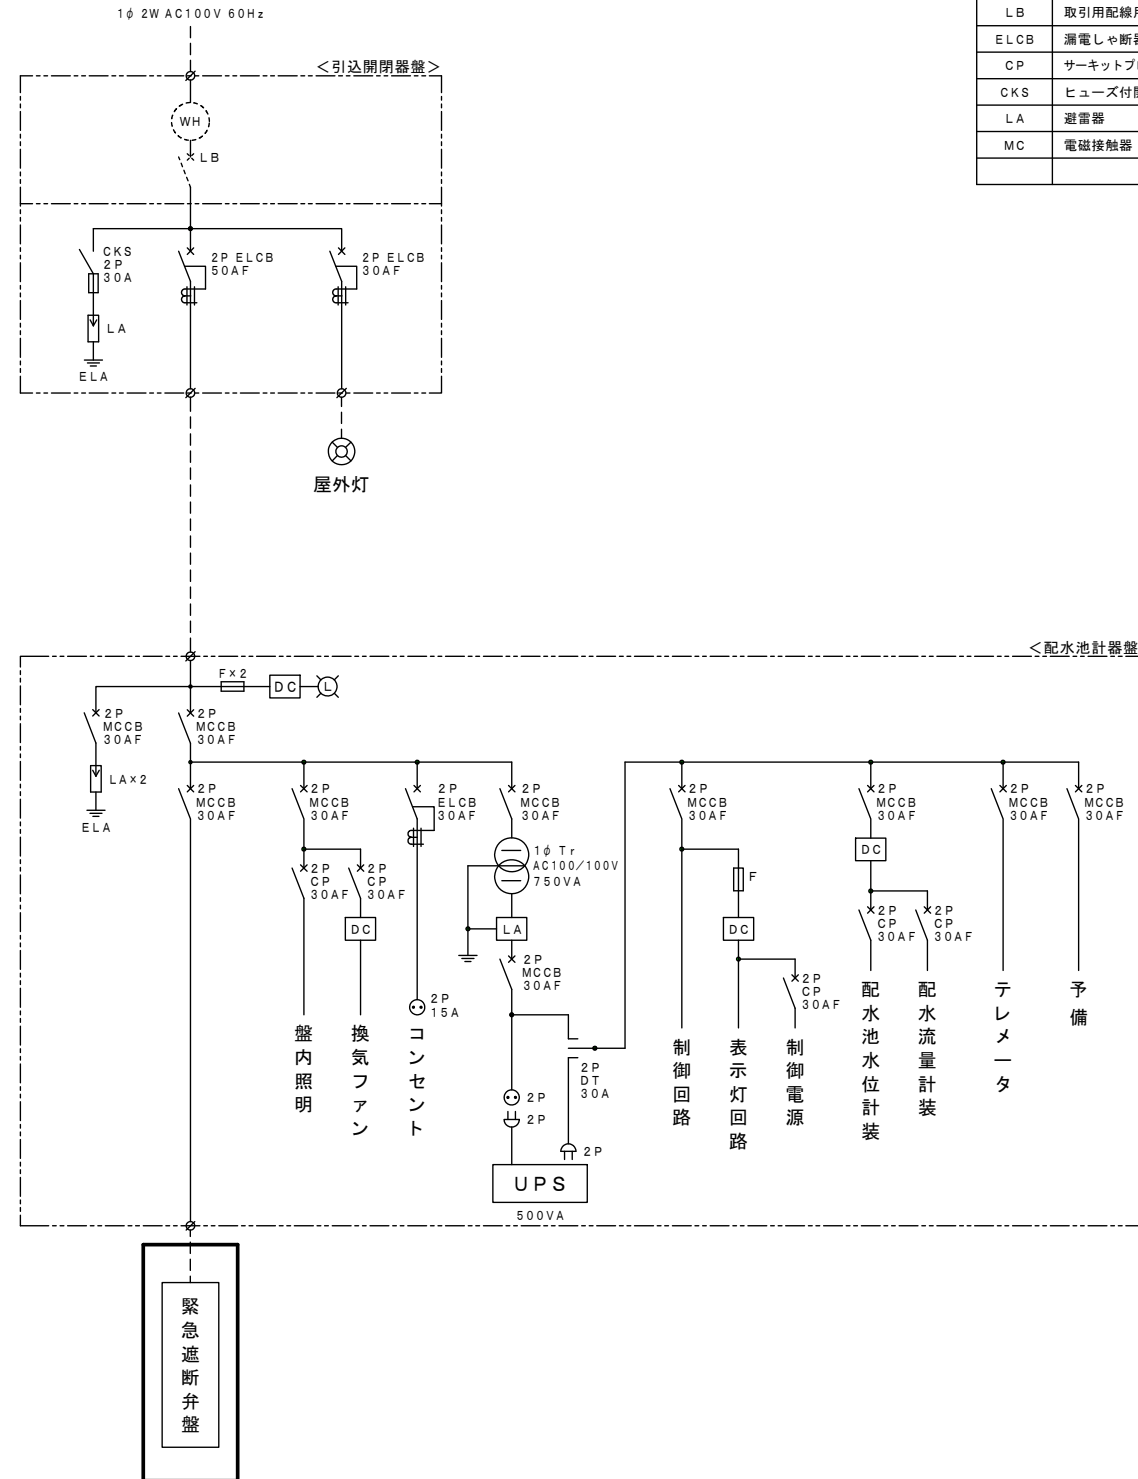 1φ 2W AC100V 60Hz
LB 取引用配線用
ELCB 漏電しゃ断器
CP サーキットブ
CKS ヒューズ付
LA 避雷器
MC 電磁接触器
＜引込開閉器盤＞
WH
LB
CKS
2P
30A
2P ELCB
50AF
2P ELCB
30AF
LA
ELA
屋外灯
＜配水池計器盤
F×2
DC
L
2P
MCCB
30AF
2P
MCCB
30AF
LA×2
ELA
2P
MCCB
30AF
2P
MCCB
30AF
2P
ELCB
30AF
2P
MCCB
30AF
2P
MCCB
30AF
2P
MCCB
30AF
2P
MCCB
30AF
2P
MCCB
30AF
1φ Tr
AC100/100V
750VA
2P
CP
30AF
2P
CP
30AF
DC
LA
2P
MCCB
30AF
F
DC
2P
CP
30AF
DC
2P
CP
30AF
2P
CP
30AF
2P
15A
盤内照明
換気ファン
コンセント
2P
DT
30A
2P
2P
2P
UPS
500VA
制御回路
表示灯回路
制御電源
配水池水位計装
配水流量計装
テレメータ
予備
緊急遮断弁盤